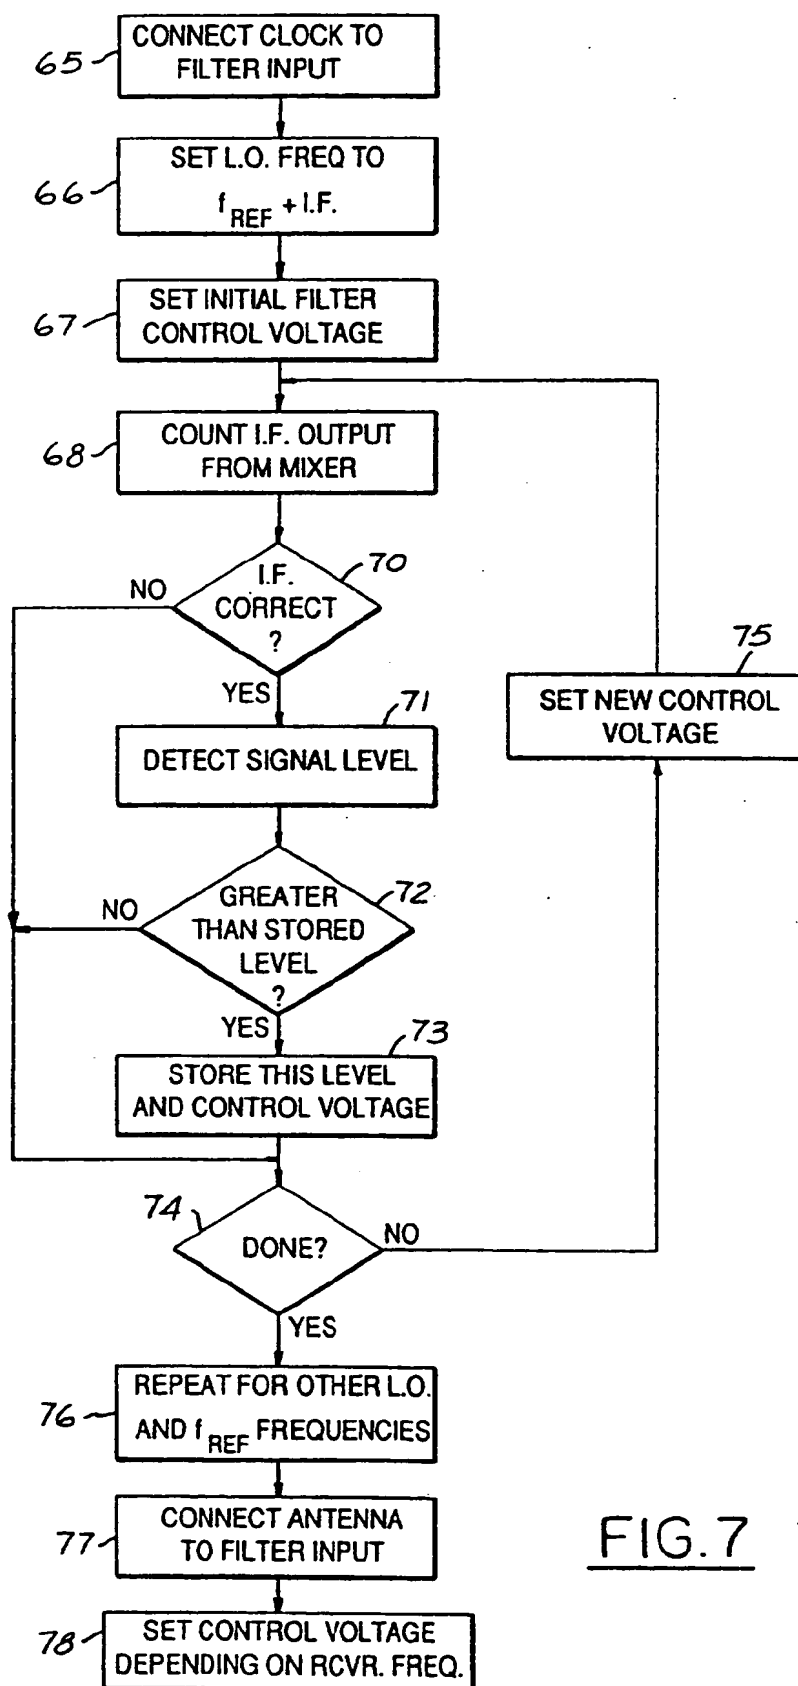 65
CONNECT CLOCK TO
FILTER INPUT
66
SET L.O. FREQ TO
f REF + I.F.
67
SET INITIAL FILTER
CONTROL VOLTAGE
68
COUNT I.F. OUTPUT
FROM MIXER
70
I.F.
CORRECT
?
NO
YES
71
DETECT SIGNAL LEVEL
75
SET NEW CONTROL
VOLTAGE
72
GREATER
THAN STORED
LEVEL
?
NO
YES
73
STORE THIS LEVEL
AND CONTROL VOLTAGE
74
DONE?
NO
YES
76
REPEAT FOR OTHER L.O.
AND f REF FREQUENCIES
77
CONNECT ANTENNA
TO FILTER INPUT
78
SET CONTROL VOLTAGE
DEPENDING ON RCVR. FREQ.
FIG. 7